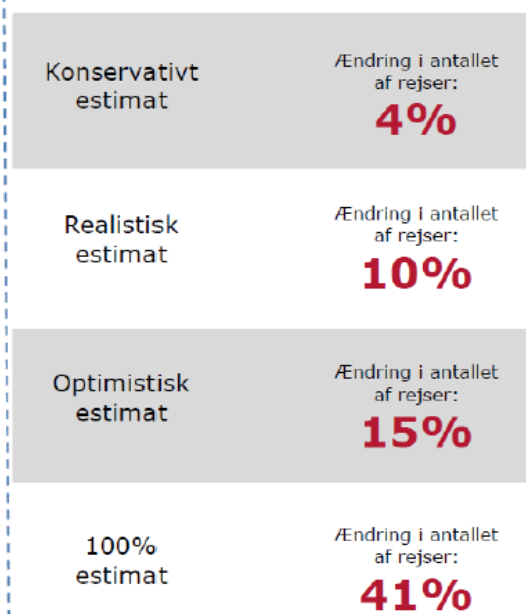 Konservativt
estimat
Ændring i antallet
af rejser:
4%
Realistisk
estimat
Ændring i antallet
af rejser:
10%
Optimistisk
estimat
Ændring i antallet
af rejser:
15%
100%
estimat
Ændring i antallet
af rejser:
41%